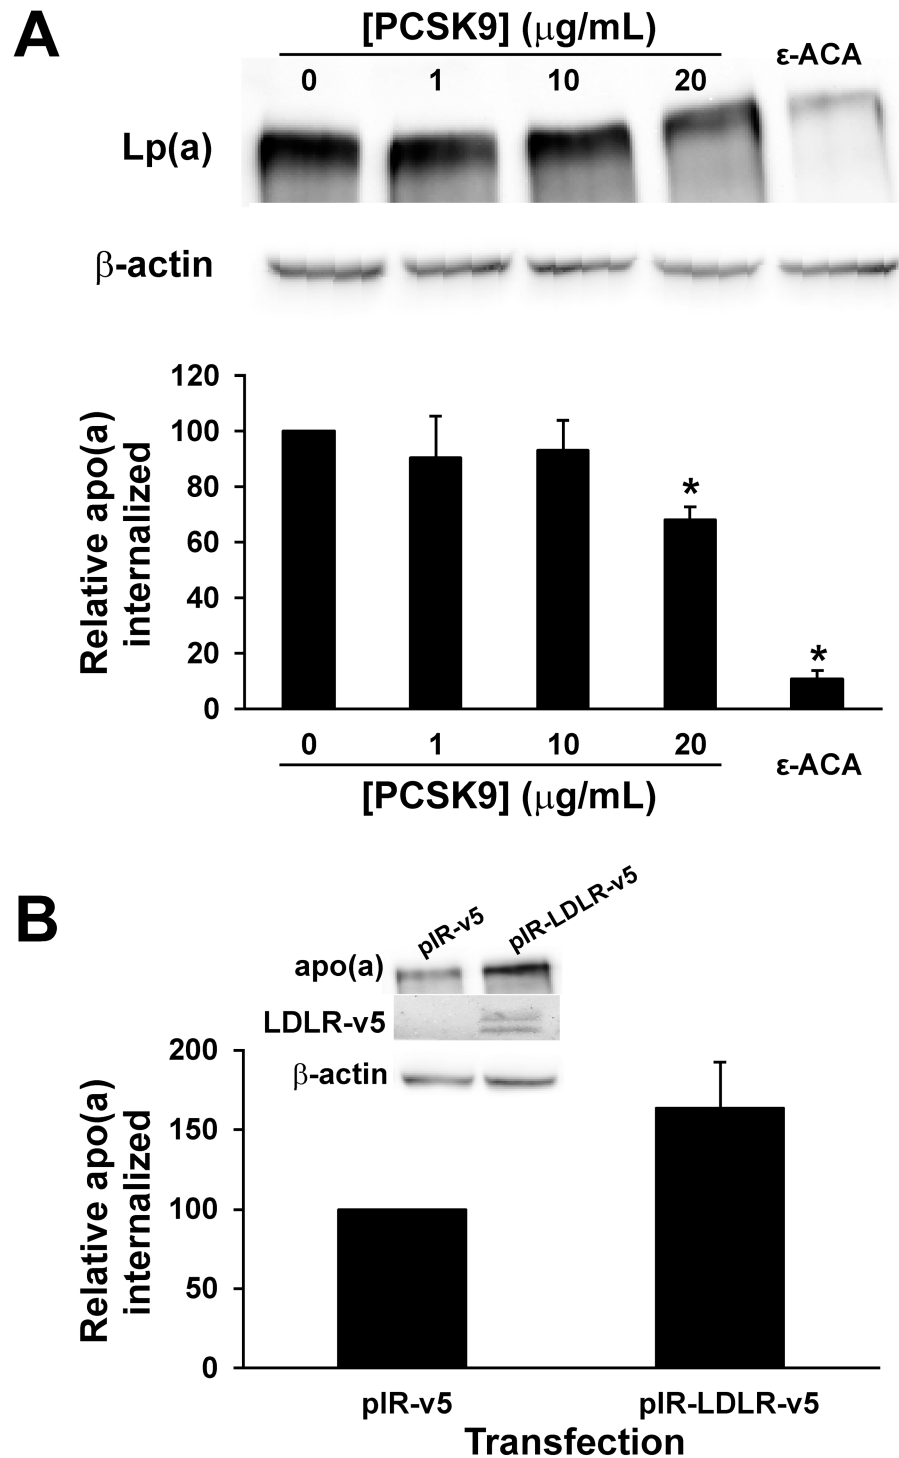 A
[PCSK9] (μg/mL)
0 1 10 20 ε-ACA
Lp(a)
β-actin
Relative apo(a)
internalized
120
100
80
60
40
20
0
*
*
0 1 10 20 ε-ACA
[PCSK9] (μg/mL)
B
pIR-v5 pIR-LDLR-v5
apo(a)
LDLR-v5
β-actin
Relative apo(a)
internalized
200
150
100
50
0
pIR-v5 pIR-LDLR-v5
Transfection